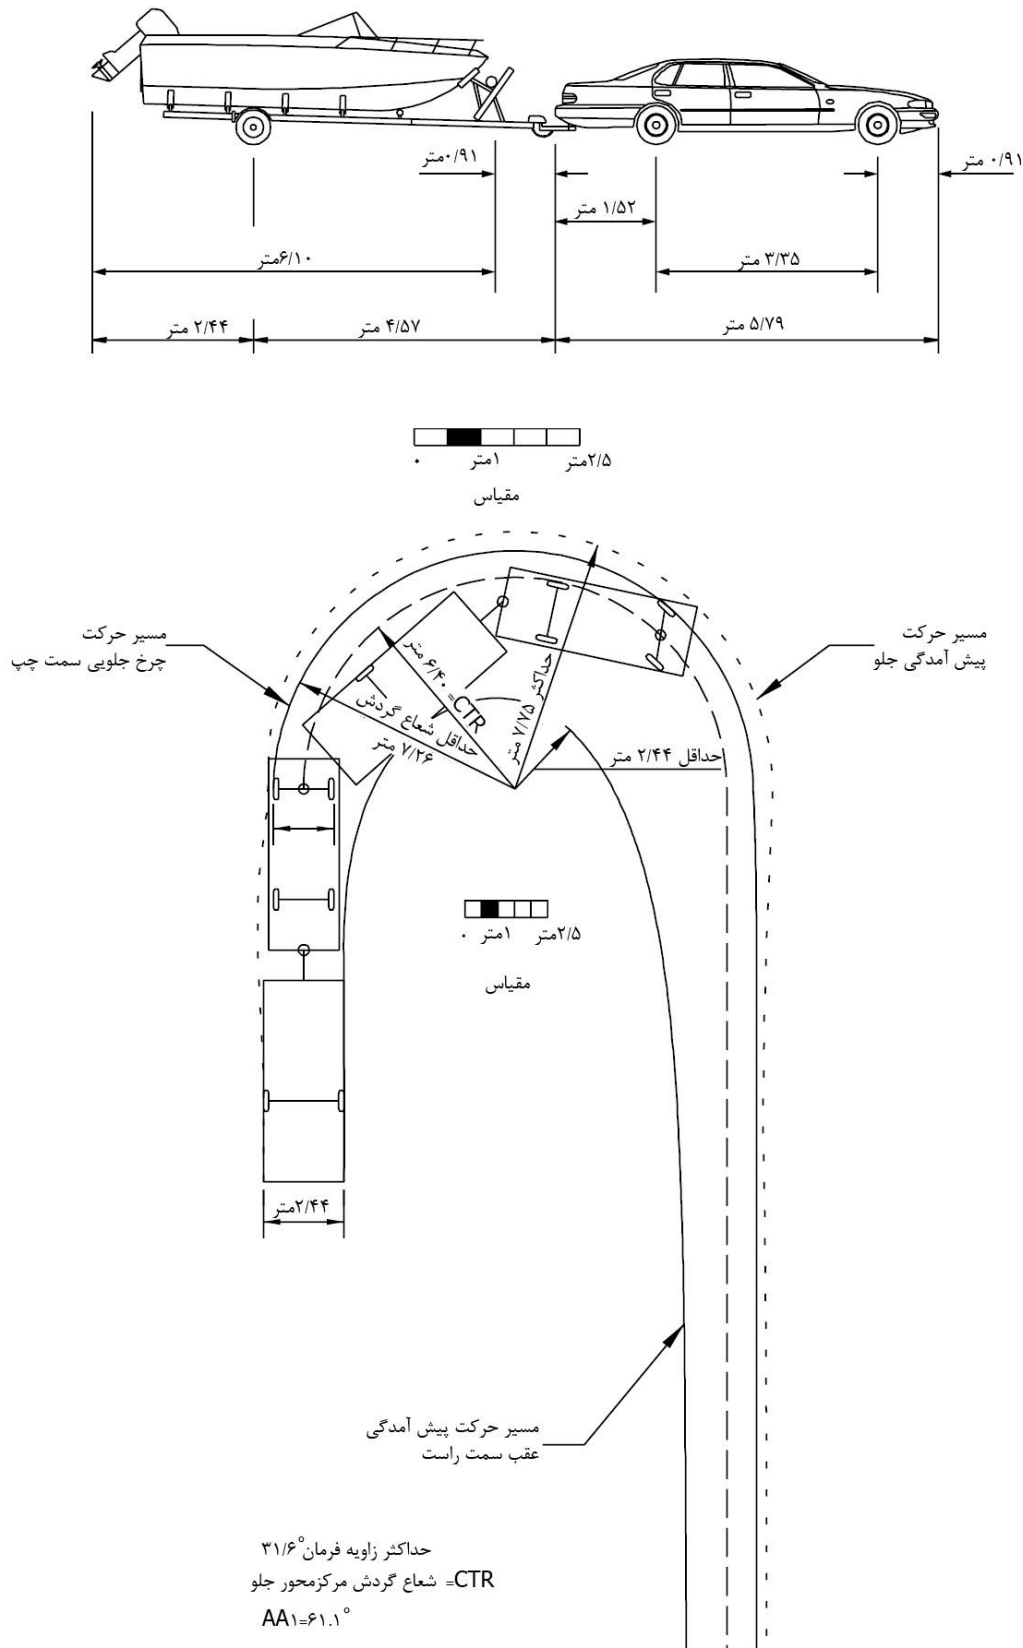 ۰/۹۱متر
۰/۹۱ متر
۱/۵۲ متر
۶/۱۰متر
۳/۳۵ متر
۲/۴۴ متر
۴/۵۷ متر
۵/۷۹ متر
۰
۱متر
۲/۵متر
مقیاس
مسیر حرکت
چرخ جلویی سمت چپ
مسیر حرکت
پیش آمدگی جلو
CTR= ۶/۴۰ متر
حداکثر ۷/۷۵ متر
حداقل شعاع گردش
۷/۲۶ متر
حداقل ۲/۴۴ متر
۰
۱متر
۲/۵متر
مقیاس
۲/۴۴متر
مسیر حرکت پیش آمدگی
عقب سمت راست
حداکثر زاویه فرمان ۳۱/۶°
CTR= شعاع گردش مرکزمحور جلو
AA۱=۶۱.۱°